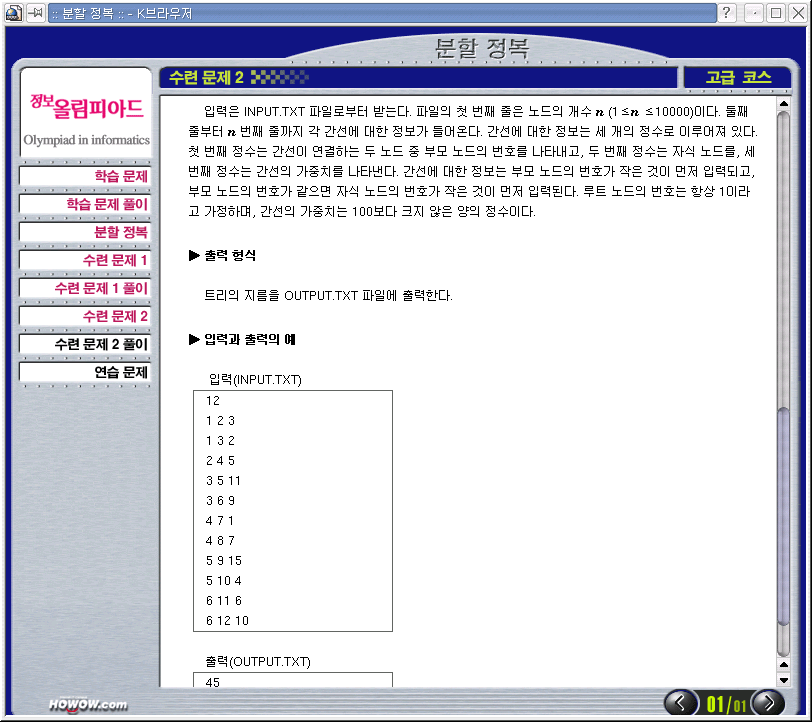 :: 분할 정복 :: - K브라우저
분할 정복
수련 문제 2
고급 코스
정보올림피아드
Olympiad in informatics
학습 문제
학습 문제 풀이
분할 정복
수련 문제 1
수련 문제 1 풀이
수련 문제 2
수련 문제 2 풀이
연습 문제
입력은 INPUT.TXT 파일로부터 받는다. 파일의 첫 번째 줄은 노드의 개수 n (1≤n ≤10000)이다. 둘째
줄부터 n 번째 줄까지 각 간선에 대한 정보가 들어온다. 간선에 대한 정보는 세 개의 정수로 이루어져 있다.
첫 번째 정수는 간선이 연결하는 두 노드 중 부모 노드의 번호를 나타내고, 두 번째 정수는 자식 노드를, 세
번째 정수는 간선의 가중치를 나타낸다. 간선에 대한 정보는 부모 노드의 번호가 작은 것이 먼저 입력되고,
부모 노드의 번호가 같으면 자식 노드의 번호가 작은 것이 먼저 입력된다. 루트 노드의 번호는 항상 1이라
고 가정하며, 간선의 가중치는 100보다 크지 않은 양의 정수이다.
▶ 출력 형식
트리의 지름을 OUTPUT.TXT 파일에 출력한다.
▶ 입력과 출력의 예
입력(INPUT.TXT)
12
1 2 3
1 3 2
2 4 5
3 5 11
3 6 9
4 7 1
4 8 7
5 9 15
5 10 4
6 11 6
6 12 10
출력(OUTPUT.TXT)
45
HOWOW.com
01/01